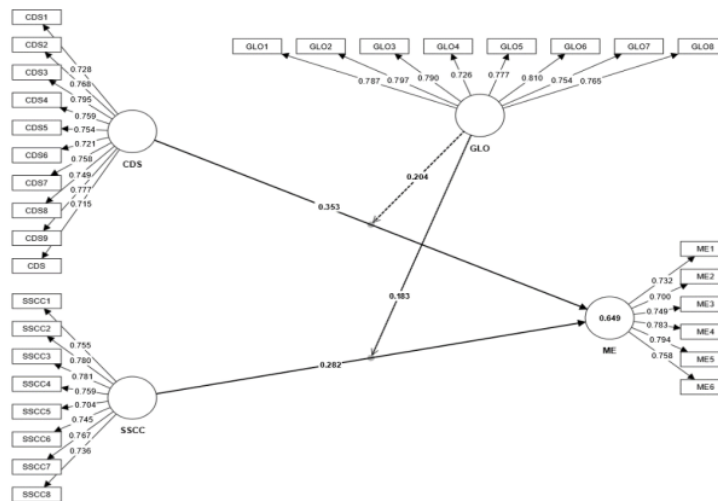 CDS1
CDS2
CDS3
CDS4
CDS5
CDS6
CDS7
CDS8
CDS9
CDS
0.728
0.768
0.795
0.759
0.754
0.721
0.758
0.749
0.777
0.715
CDS
GLO1
GLO2
GLO3
GLO4
GLO5
GLO6
GLO7
GLO8
0.787
0.797
0.790
0.726
0.777
0.810
0.754
0.765
GLO
0.204
0.353
0.183
0.282
SSCC1
SSCC2
SSCC3
SSCC4
SSCC5
SSCC6
SSCC7
SSCC8
0.755
0.780
0.781
0.759
0.704
0.745
0.767
0.736
SSCC
0.649
ME
0.732
0.700
0.749
0.783
0.794
0.758
ME1
ME2
ME3
ME4
ME5
ME6